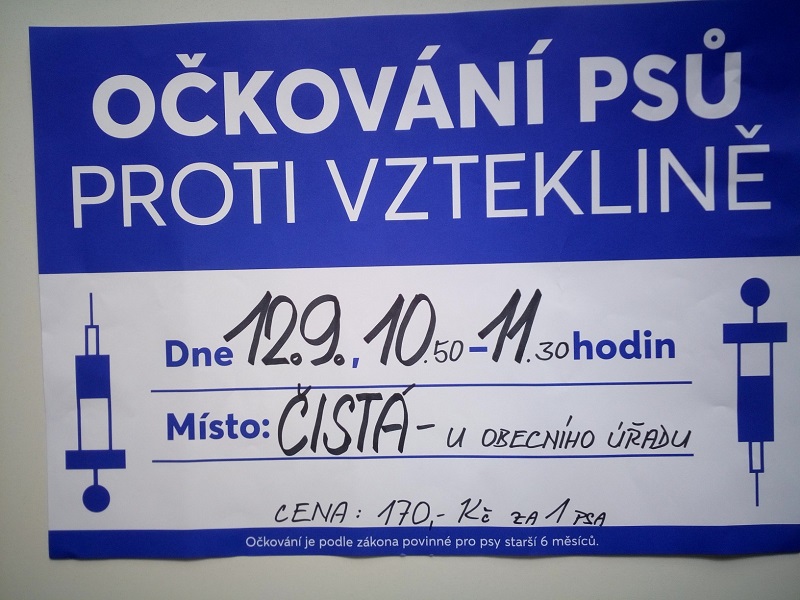 OČKOVÁNÍ PSŮ
PROTI VZTEKLINĚ
Dne 12.9., 10.50 - 11.30 hodin
Místo: ČISTÁ - U OBECNÍHO ÚŘADU
CENA: 170,- Kč ZA 1 PSA
Očkování je podle zákona povinné pro psy starší 6 měsíců.